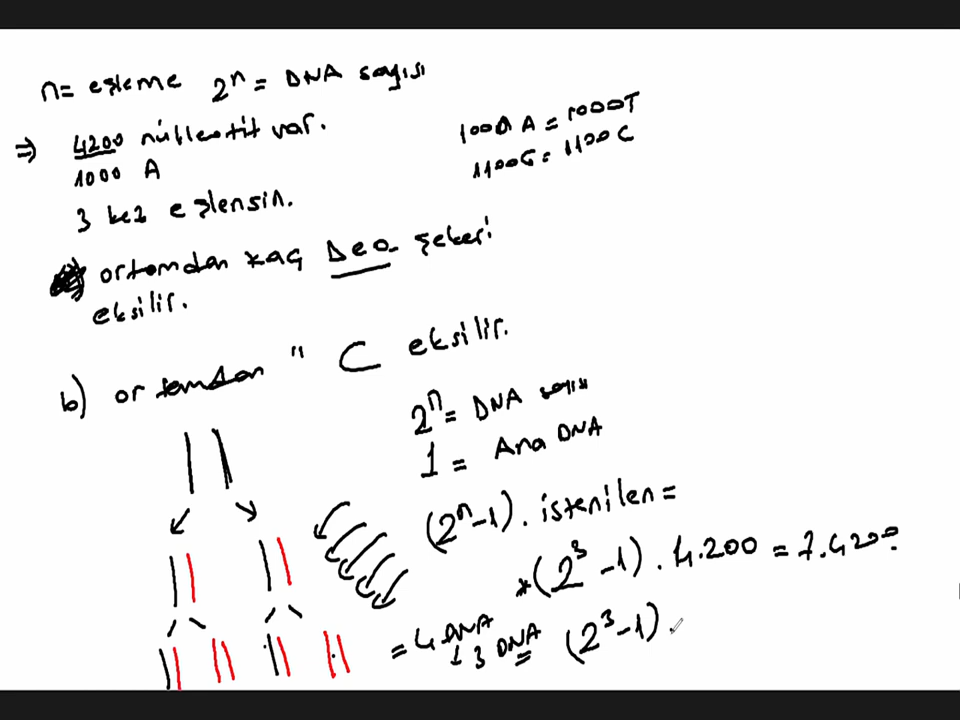 n= eşleme 2ⁿ = DNA sayısı
⇒ 4200 nükleotit var.
1000 A
1000 A = 1000T
1100G = 1100 C
3 kez eşlensin.
ortamdan kaç Deo. şekeri
eksilir.
b) ortamdan " C eksilir.
2ⁿ = DNA sayısı
1 = Ana DNA
(2ⁿ-1). istenilen =
*(2³ -1) . 4.200 = 7.4200
= 4 DNA
↓ 3 DNA (2³-1) .